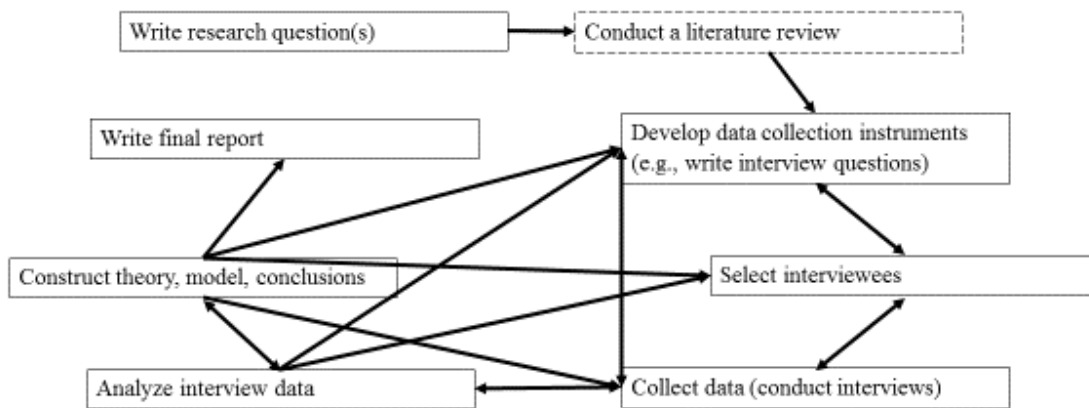 Write research question(s)
Conduct a literature review
Write final report
Develop data collection instruments
(e.g., write interview questions)
Construct theory, model, conclusions
Select interviewees
Analyze interview data
Collect data (conduct interviews)